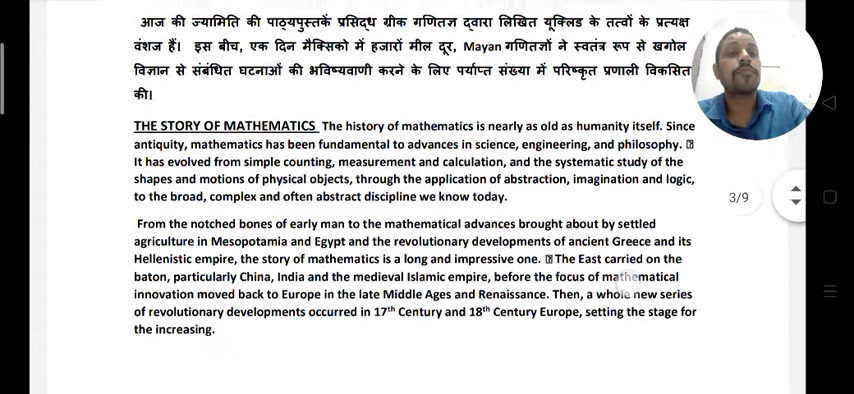 आज की ज्यामिति की पाठ्यपुस्तकें प्रसिद्ध ग्रीक गणितज्ञ द्वारा लिखित यूक्लिड के तत्वों के प्रत्यक्ष
वंशज हैं। इस बीच, एक दिन मैक्सिको में हजारों मील दूर, Mayan गणितज्ञों ने स्वतंत्र रूप से खगोल
विज्ञान से संबंधित घटनाओं की भविष्यवाणी करने के लिए पर्याप्त संख्या में परिष्कृत प्रणाली विकसित
की।
THE STORY OF MATHEMATICS The history of mathematics is nearly as old as humanity itself. Since
antiquity, mathematics has been fundamental to advances in science, engineering, and philosophy.
It has evolved from simple counting, measurement and calculation, and the systematic study of the
shapes and motions of physical objects, through the application of abstraction, imagination and logic,
to the broad, complex and often abstract discipline we know today.
3/9
From the notched bones of early man to the mathematical advances brought about by settled
agriculture in Mesopotamia and Egypt and the revolutionary developments of ancient Greece and its
Hellenistic empire, the story of mathematics is a long and impressive one. The East carried on the
baton, particularly China, India and the medieval Islamic empire, before the focus of mathematical
innovation moved back to Europe in the late Middle Ages and Renaissance. Then, a whole new series
of revolutionary developments occurred in 17th Century and 18th Century Europe, setting the stage for
the increasing.